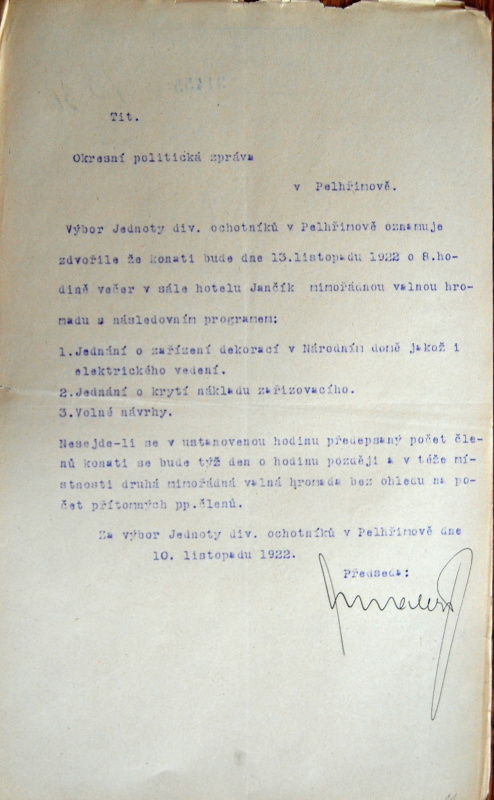 Tit.
Okresní politická zpráva
v Pelhřimově.
Výbor Jednoty div. ochotníků v Pelhřimově oznamuje
zdvořile že konati bude dne 13.listopadu 1922 o 8.ho-
dině večer v sále hotelu Jančík mimořádnou valnou hro-
madu s následovním programem:
1.Jednání o zařízení dekorací v Národním domě jakož i
elektrického vedení.
2.Jednání o krytí nákladu zařizovacího.
3.Volné návrhy.
Nesejde-li se v ustanovenou hodinu předepsaný počet čle-
nů konati se bude týž den o hodinu později a v téže mí-
stnosti druhá mimořádná valná hromada bez ohledu na po-
čet přítomných pp.členů.
Za výbor Jednoty div. ochotníků v Pelhřimově dne
10. listopadu 1922.
Předseda: